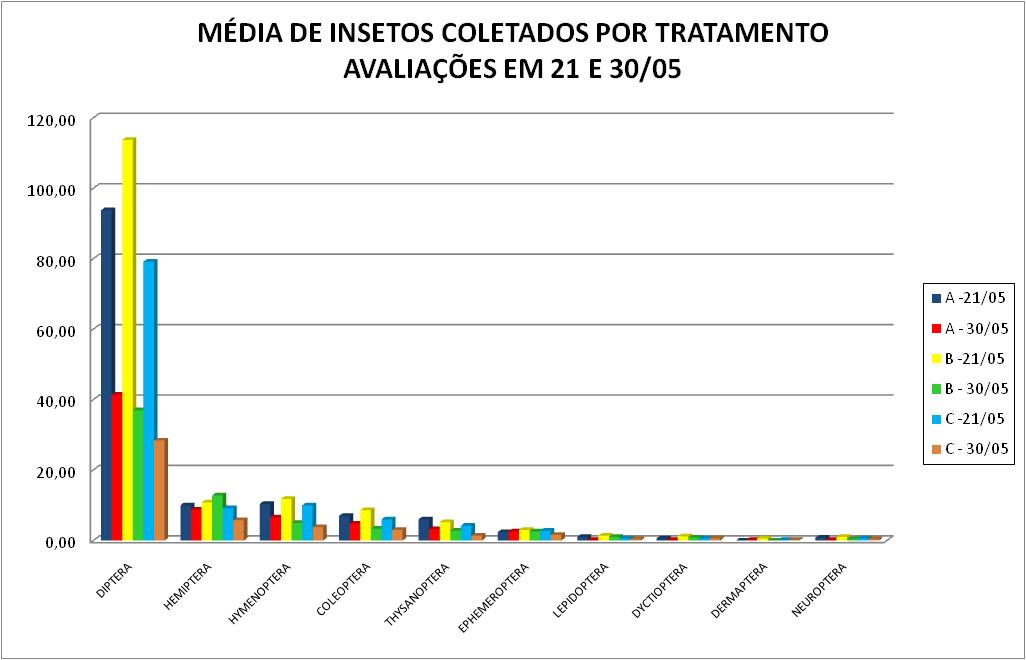 MÉDIA DE INSETOS COLETADOS POR TRATAMENTO
AVALIAÇÕES EM 21 E 30/05
120,00
100,00
80,00
60,00
40,00
20,00
0,00
DIPTERA
HEMIPTERA
HYMENOPTERA
COLEOPTERA
THYSANOPTERA
EPHEMEROPTERA
LEPIDOPTERA
DYCTIOPTERA
DERMAPTERA
NEUROPTERA
A -21/05
A - 30/05
B -21/05
B - 30/05
C -21/05
C - 30/05